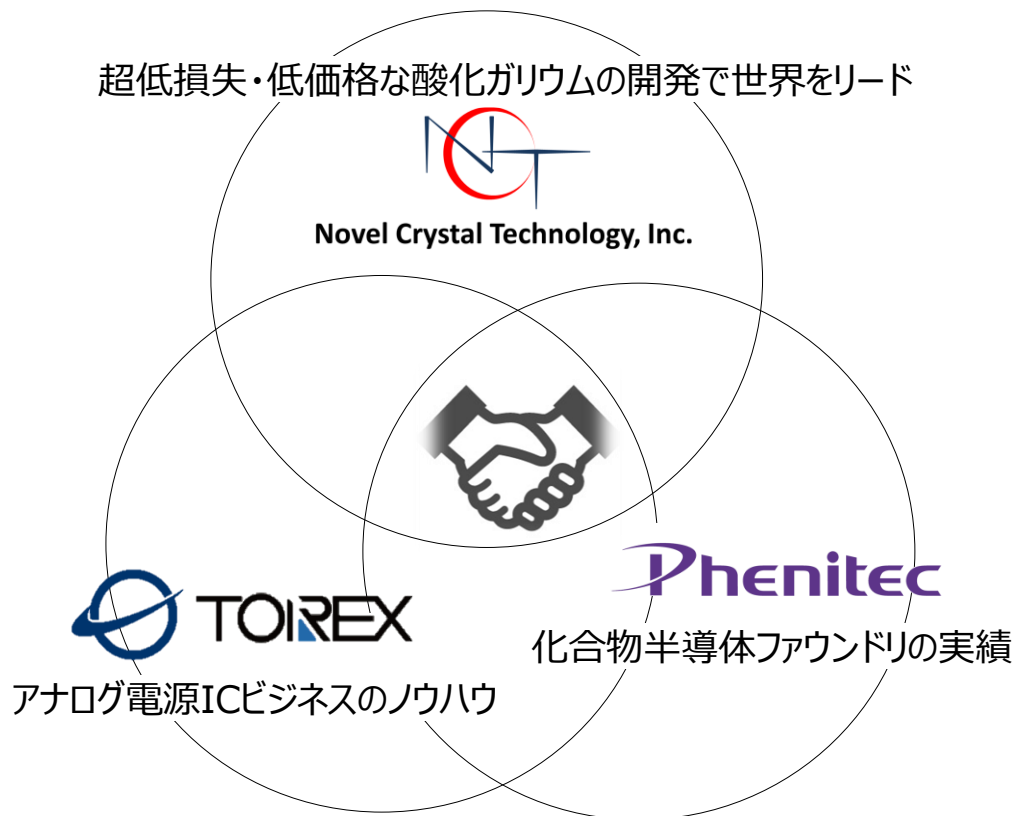 超低損失・低価格な酸化ガリウムの開発で世界をリード
NCT
Novel Crystal Technology, Inc.
TOIREX
Phenitec
化合物半導体ファウンドリの実績
アナログ電源ICビジネスのノウハウ